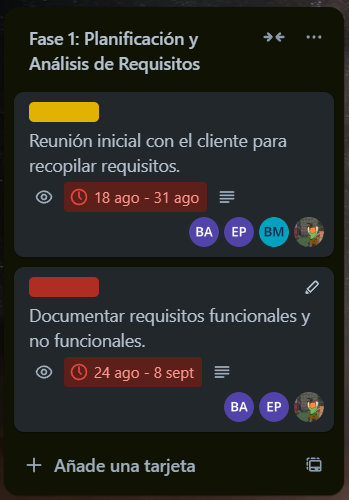 Fase 1: Planificación y
Análisis de Requisitos
Reunión inicial con el cliente para
recopilar requisitos.
18 ago - 31 ago
BA EP BM
Documentar requisitos funcionales y
no funcionales.
24 ago - 8 sept
BA EP
Añade una tarjeta